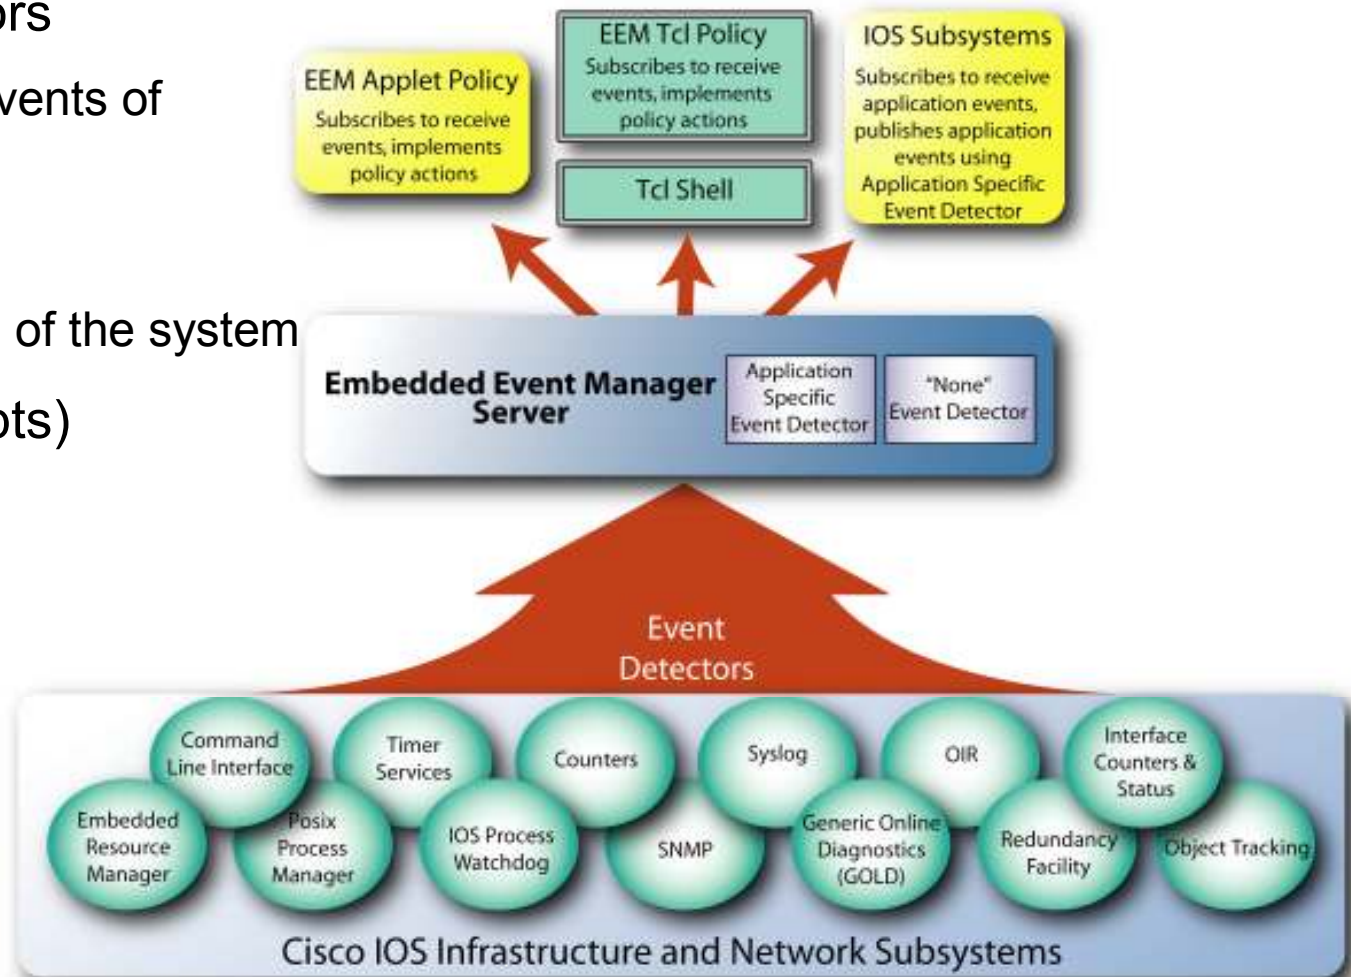 ors
vents of
of the system
pts)
EEM Applet Policy
Subscribes to receive
events, implements
policy actions
EEM Tcl Policy
Subscribes to receive
events, implements
policy actions
Tcl Shell
IOS Subsystems
Subscribes to receive
application events,
publishes application
events using
Application Specific
Event Detector
Embedded Event Manager
Server
Application
Specific
Event Detector
"None"
Event Detector
Event
Detectors
Command
Line Interface
Timer
Services
Counters
Syslog
OIR
Interface
Counters &
Status
Embedded
Resource
Manager
Posix
Process
Manager
IOS Process
Watchdog
SNMP
Generic Online
Diagnostics
(GOLD)
Redundancy
Facility
Object Tracking
Cisco IOS Infrastructure and Network Subsystems